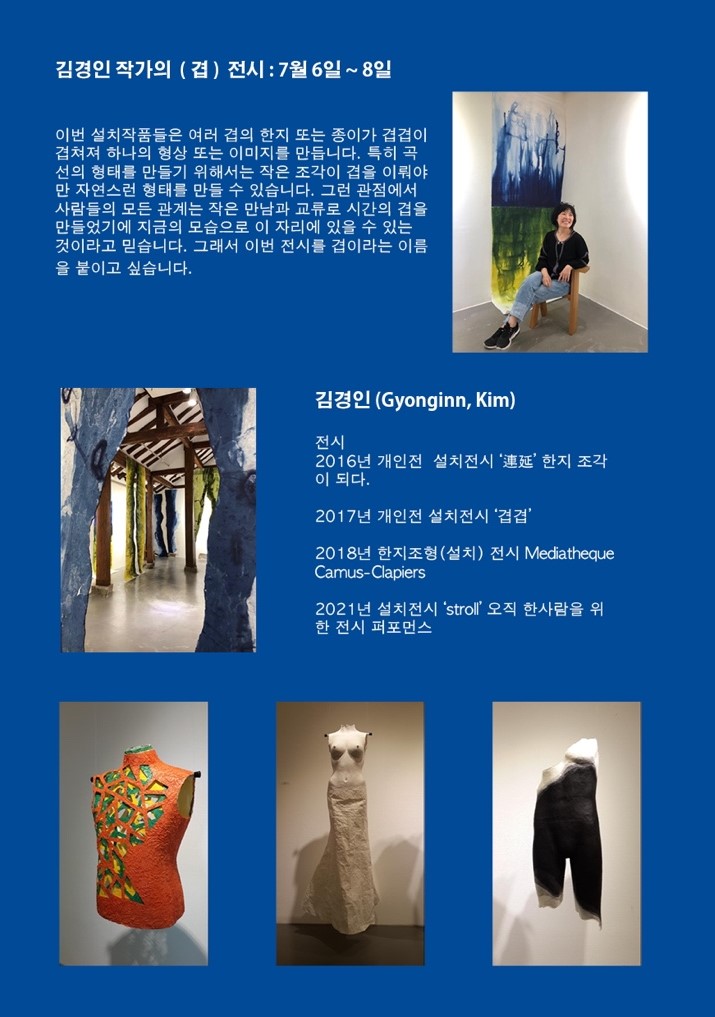 김경인 작가의 ( 겹 ) 전시 : 7월 6일 ~ 8일
이번 설치작품들은 여러 겹의 한지 또는 종이가 겹겹이
겹쳐져 하나의 형상 또는 이미지를 만듭니다. 특히 곡
선의 형태를 만들기 위해서는 작은 조각이 겹을 이뤄야
만 자연스런 형태를 만들 수 있습니다. 그런 관점에서
사람들의 모든 관계는 작은 만남과 교류로 시간의 겹을
만들었기에 지금의 모습으로 이 자리에 있을 수 있는
것이라고 믿습니다. 그래서 이번 전시를 겹이라는 이름
을 붙이고 싶습니다.
김경인 (Gyonginn, Kim)
전시
2016년 개인전 설치전시 ‘連延’ 한지 조각
이 되다.
2017년 개인전 설치전시 ‘겹겹’
2018년 한지조형(설치) 전시 Mediatheque
Camus-Clapiers
2021년 설치전시 ‘stroll’ 오직 한사람을 위
한 전시 퍼포먼스